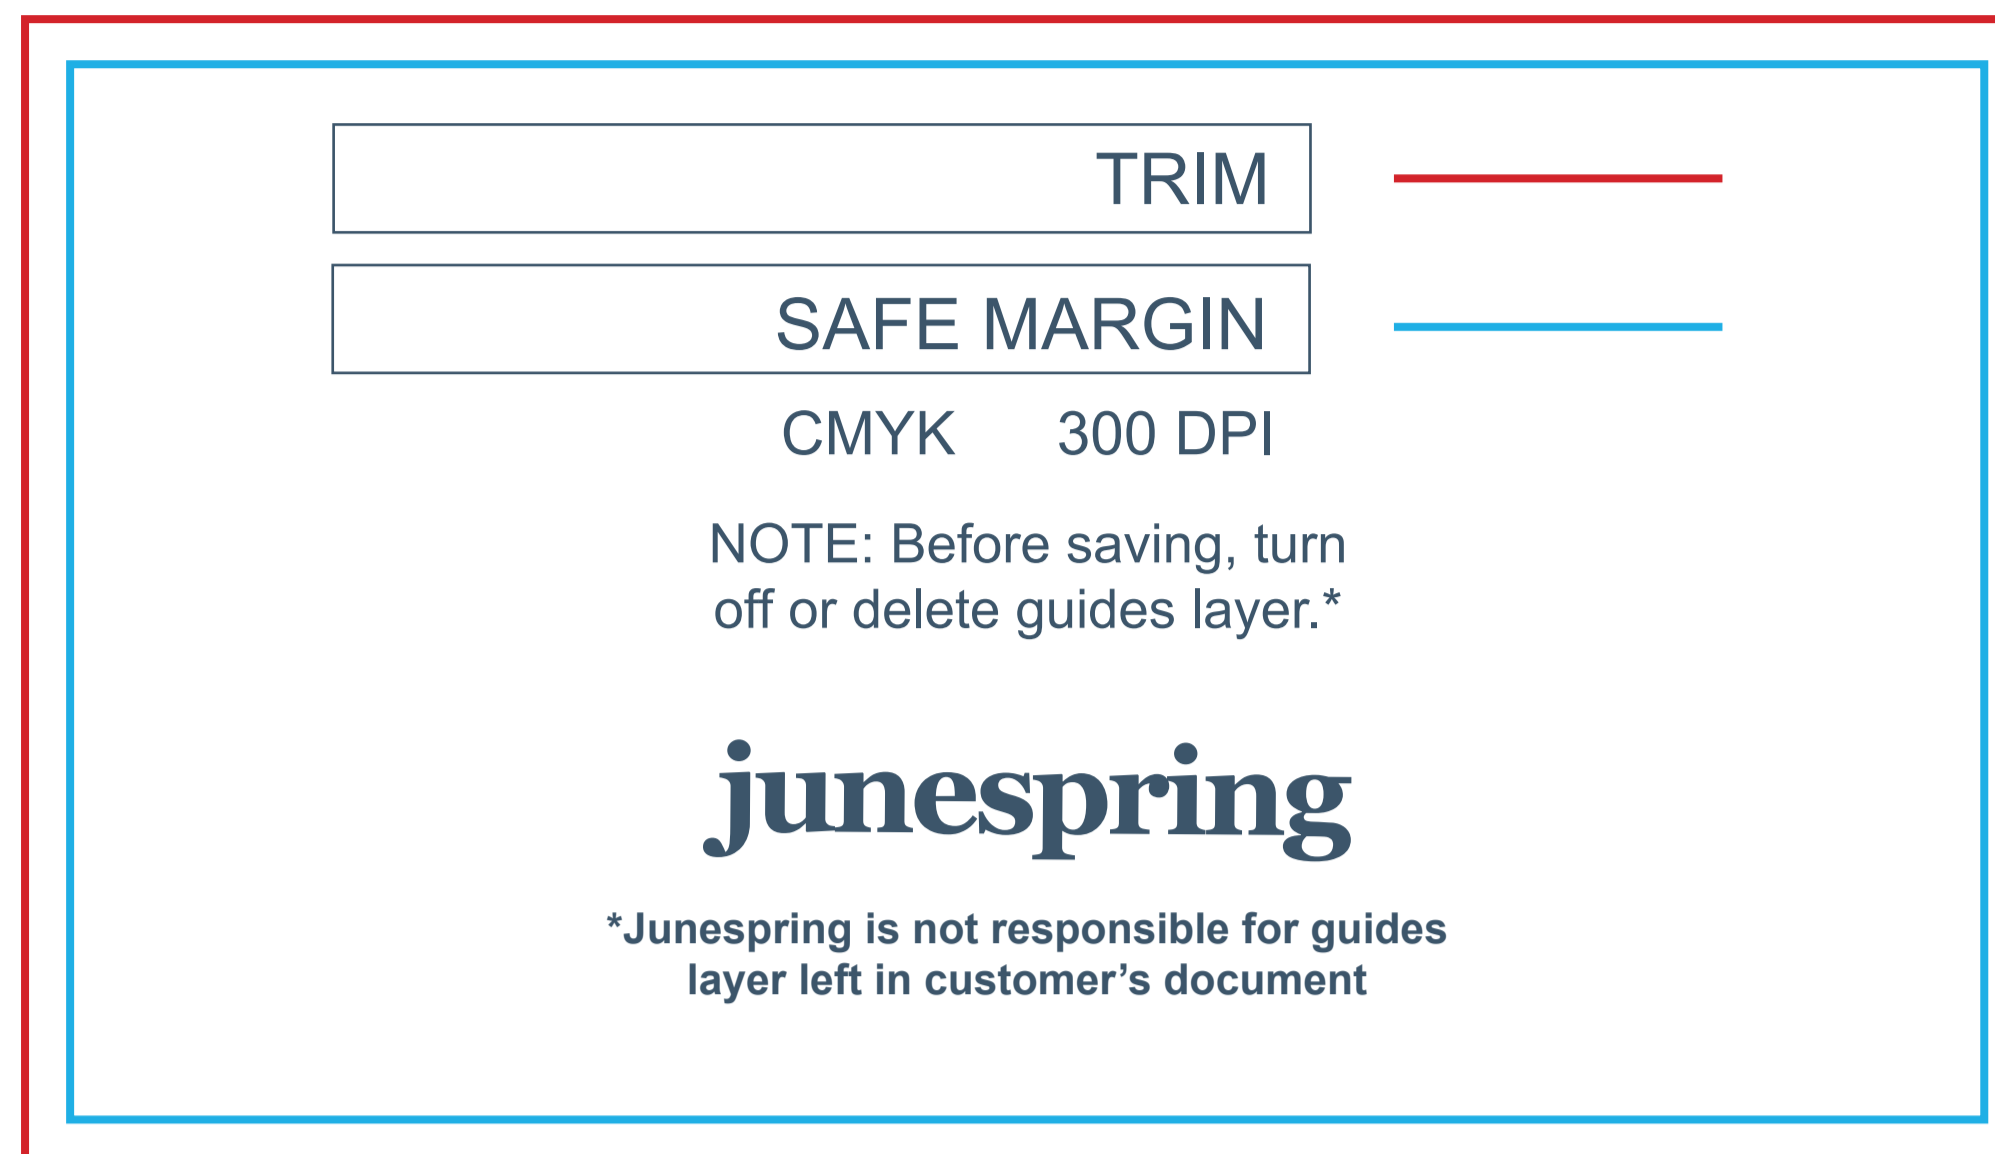 TRIM
SAFE MARGIN
CMYK 300 DPI
NOTE: Before saving, turn
off or delete guides layer.*
junespring
*Junespring is not responsible for guides
layer left in customer’s document